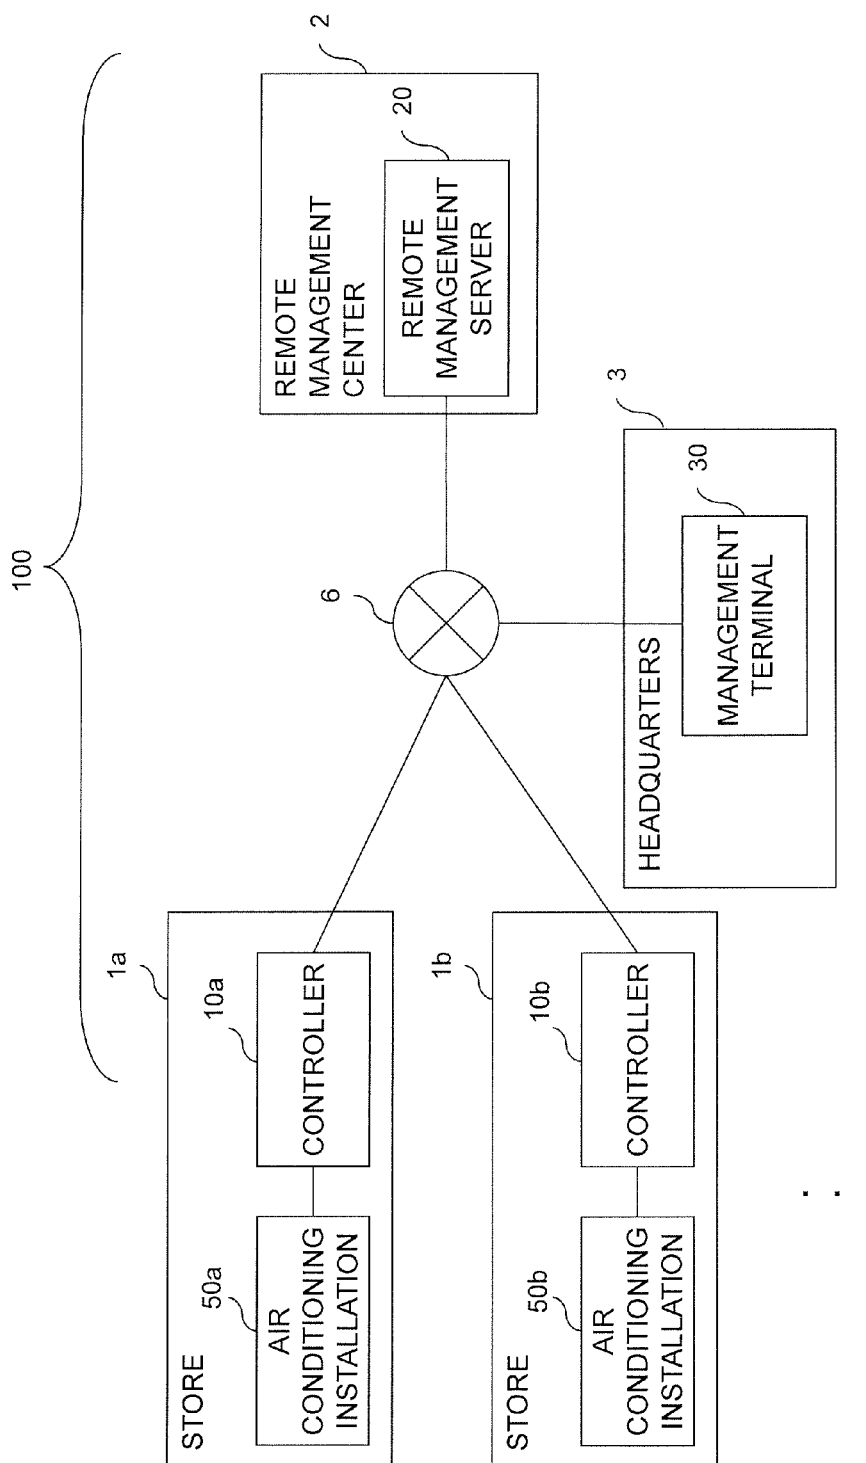 100
1a
STORE
50a
AIR
CONDITIONING
INSTALLATION
10a
CONTROLLER
1b
STORE
50b
AIR
CONDITIONING
INSTALLATION
10b
CONTROLLER
6
2
REMOTE
MANAGEMENT
CENTER
20
REMOTE
MANAGEMENT
SERVER
3
HEADQUARTERS
30
MANAGEMENT
TERMINAL